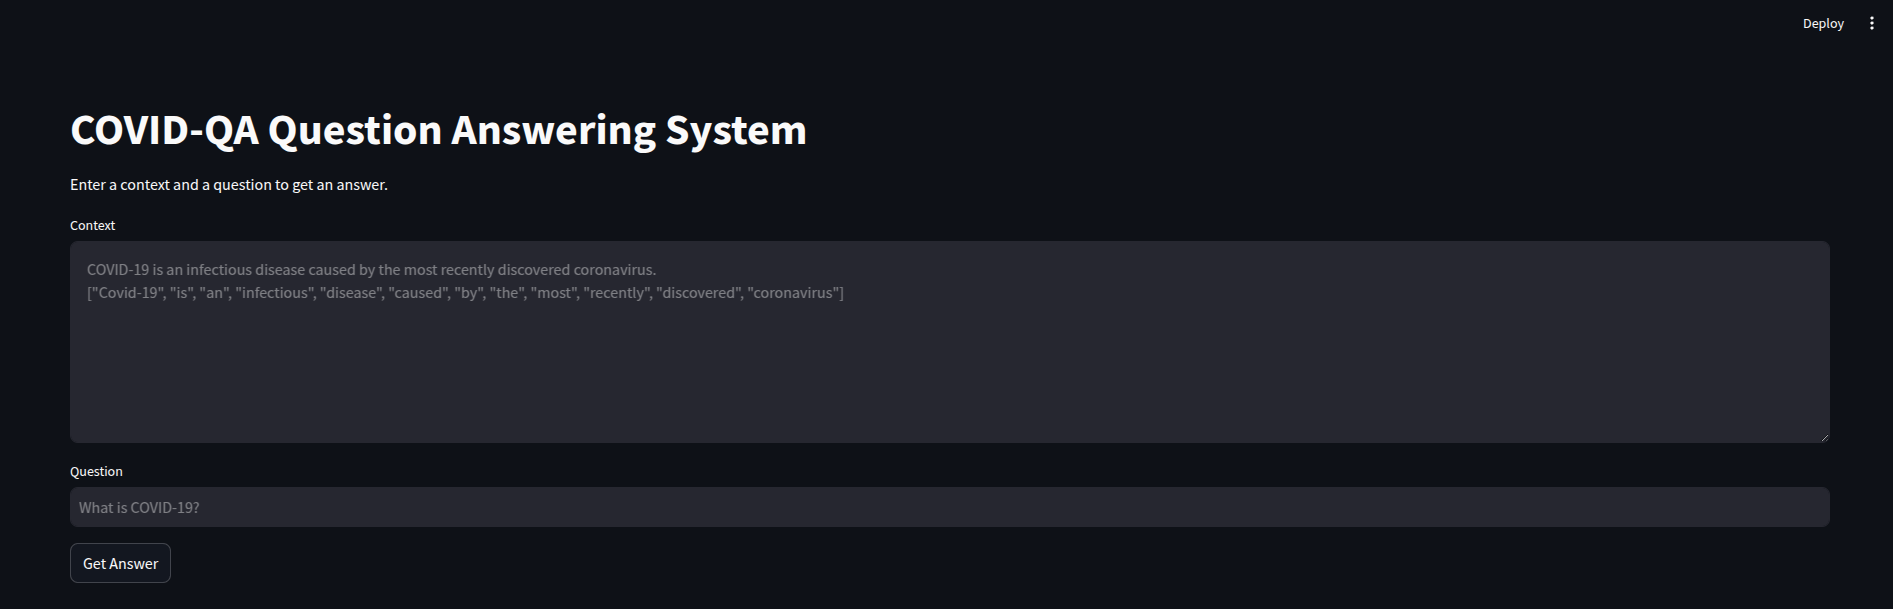 Deploy
COVID-QA Question Answering System
Enter a context and a question to get an answer.
Context
COVID-19 is an infectious disease caused by the most recently discovered coronavirus.
["Covid-19", "is", "an", "infectious", "disease", "caused", "by", "the", "most", "recently", "discovered", "coronavirus"]
Question
What is COVID-19?
Get Answer